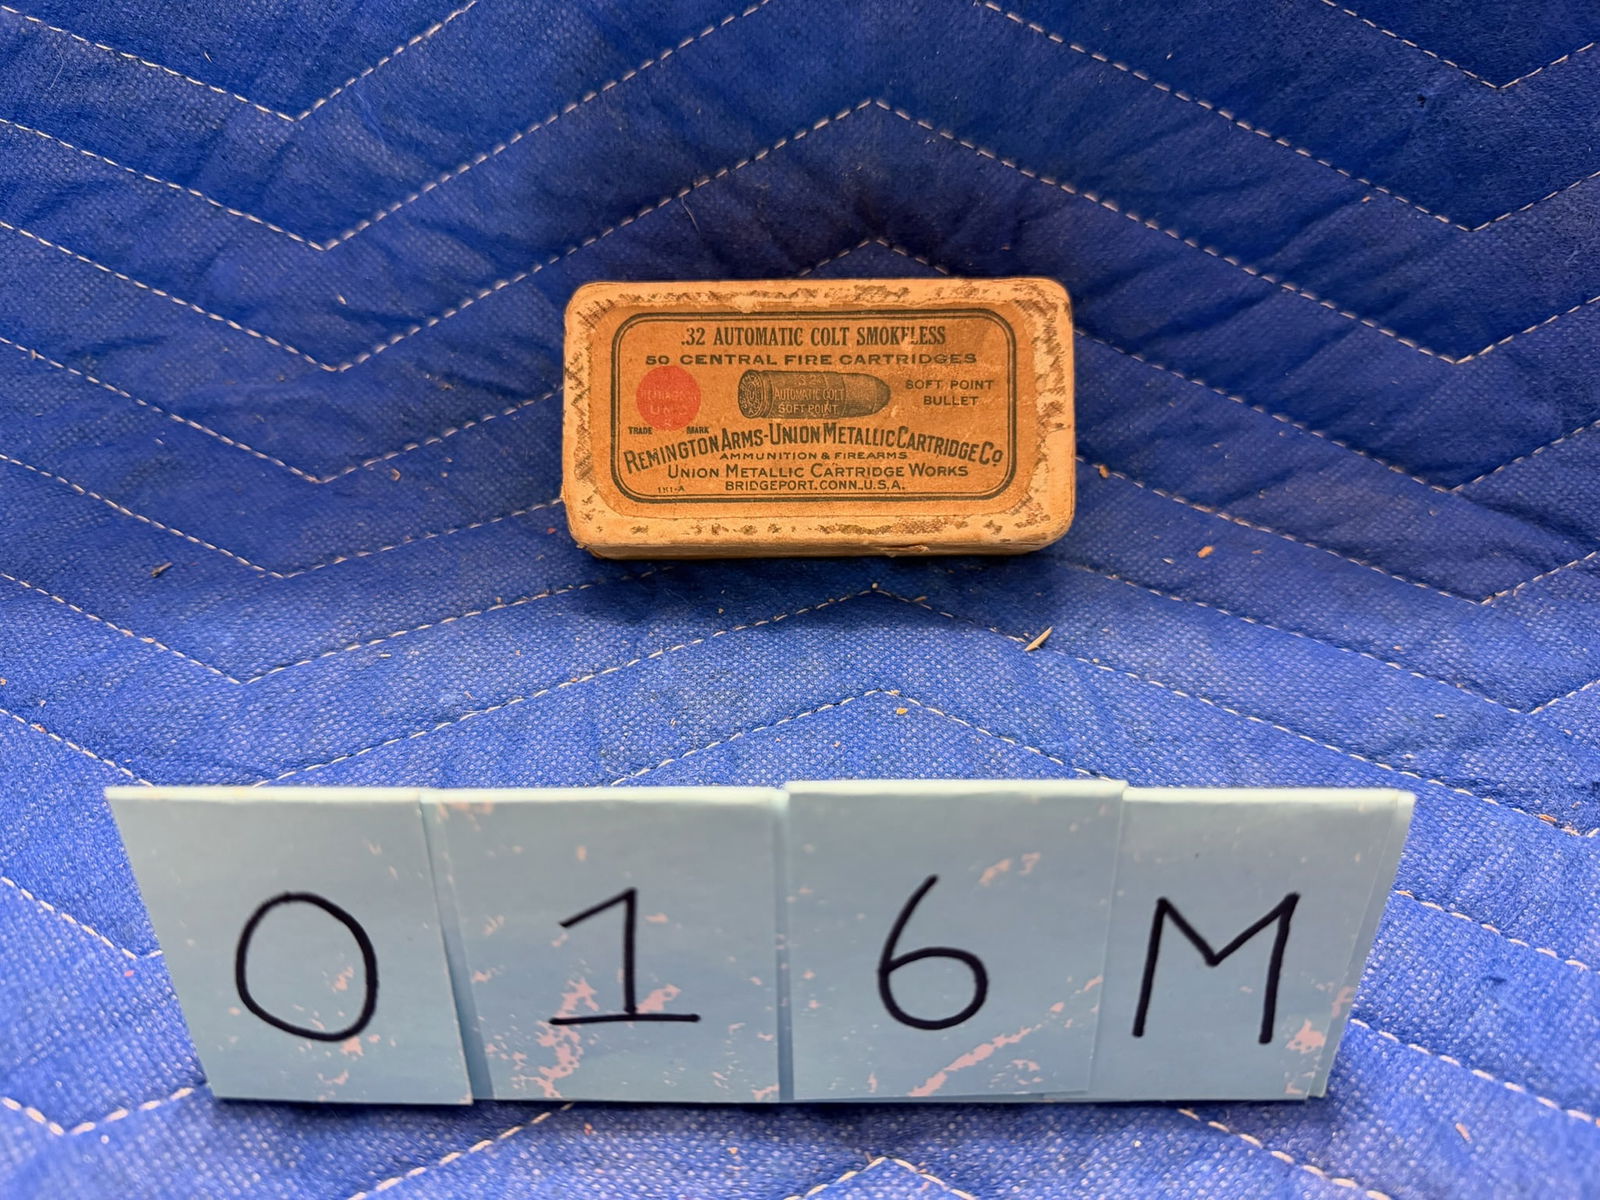 .32 AUTOMATIC COLT SMOKELESS
50 CENTRAL FIRE CARTRIDGES
32
AUTOMATIC COLT
SOFT POINT
SOFT POINT
BULLET
TRADE MARK
REMINGTON ARMS-UNION METALLIC CARTRIDGE Co.
AMMUNITION & FIREARMS
UNION METALLIC CARTRIDGE WORKS
BRIDGEPORT, CONN., U.S.A.
0 1 6 M